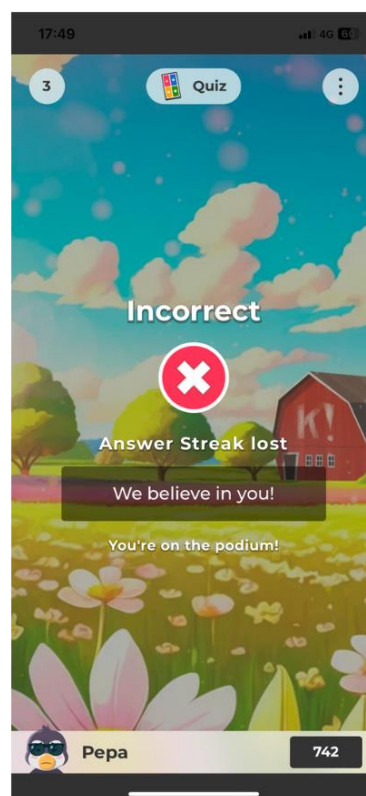 17:49
4G 60
3
Quiz
Incorrect
Answer Streak lost
K!
We believe in you!
You're on the podium!
Pepa
742